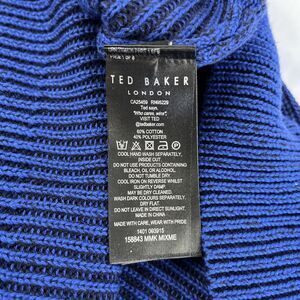 TED BAKER
LONDON
CA25459 RN95229
Ted says,
"Who cares, wins".
VISIT TED
@tedbaker.com
60% COTTON
40% POLYESTER
COOL HAND WASH SEPARATELY,
INSIDE OUT.
DO NOT USE PRODUCTS CONTAINING
BLEACH, OIL, OR ALCOHOL.
DO NOT TUMBLE DRY.
COOL IRON ON REVERSE WHILST
SLIGHTLY DAMP.
MAY BE DRY CLEANED.
WASH DARK COLOURS SEPARATELY.
DRY FLAT.
DO NOT LEAVE IN DIRECT SUNLIGHT.
MADE IN CHINA
MADE WITH CARE, WEAR WITH PRIDE.
1401 093915
158843 MMK MIXME